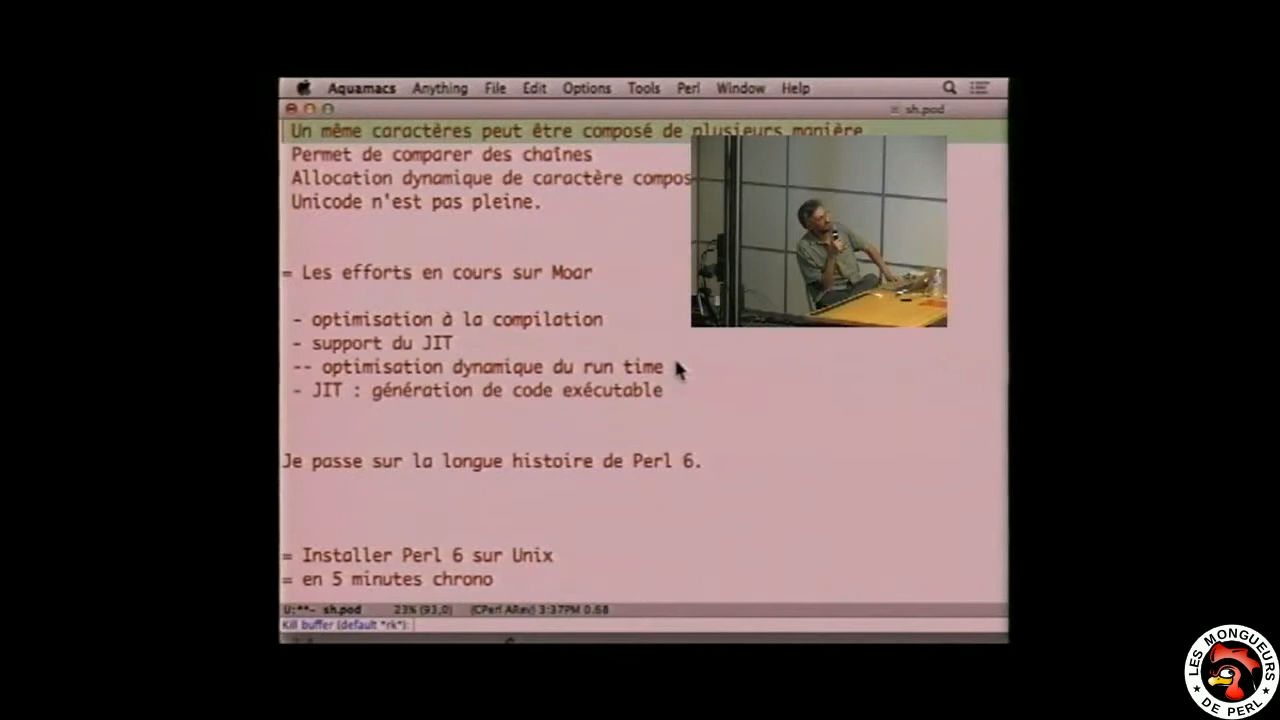 Aquamacs Anything File Edit Options Tools Perl Window Help
sh.pod
Un même caractères peut être composé de plusieurs manière
Permet de comparer des chaînes
Allocation dynamique de caractère compos
Unicode n'est pas pleine.
= Les efforts en cours sur Moar
- optimisation à la compilation
- support du JIT
-- optimisation dynamique du run time
- JIT : génération de code exécutable
Je passe sur la longue histoire de Perl 6.
= Installer Perl 6 sur Unix
= en 5 minutes chrono
U:**- sh.pod 23% (93,0) (CPerl ARev) 3:37PM 0.68
Kill buffer (default *rk*):
LES MONGUEURS
DE PERL